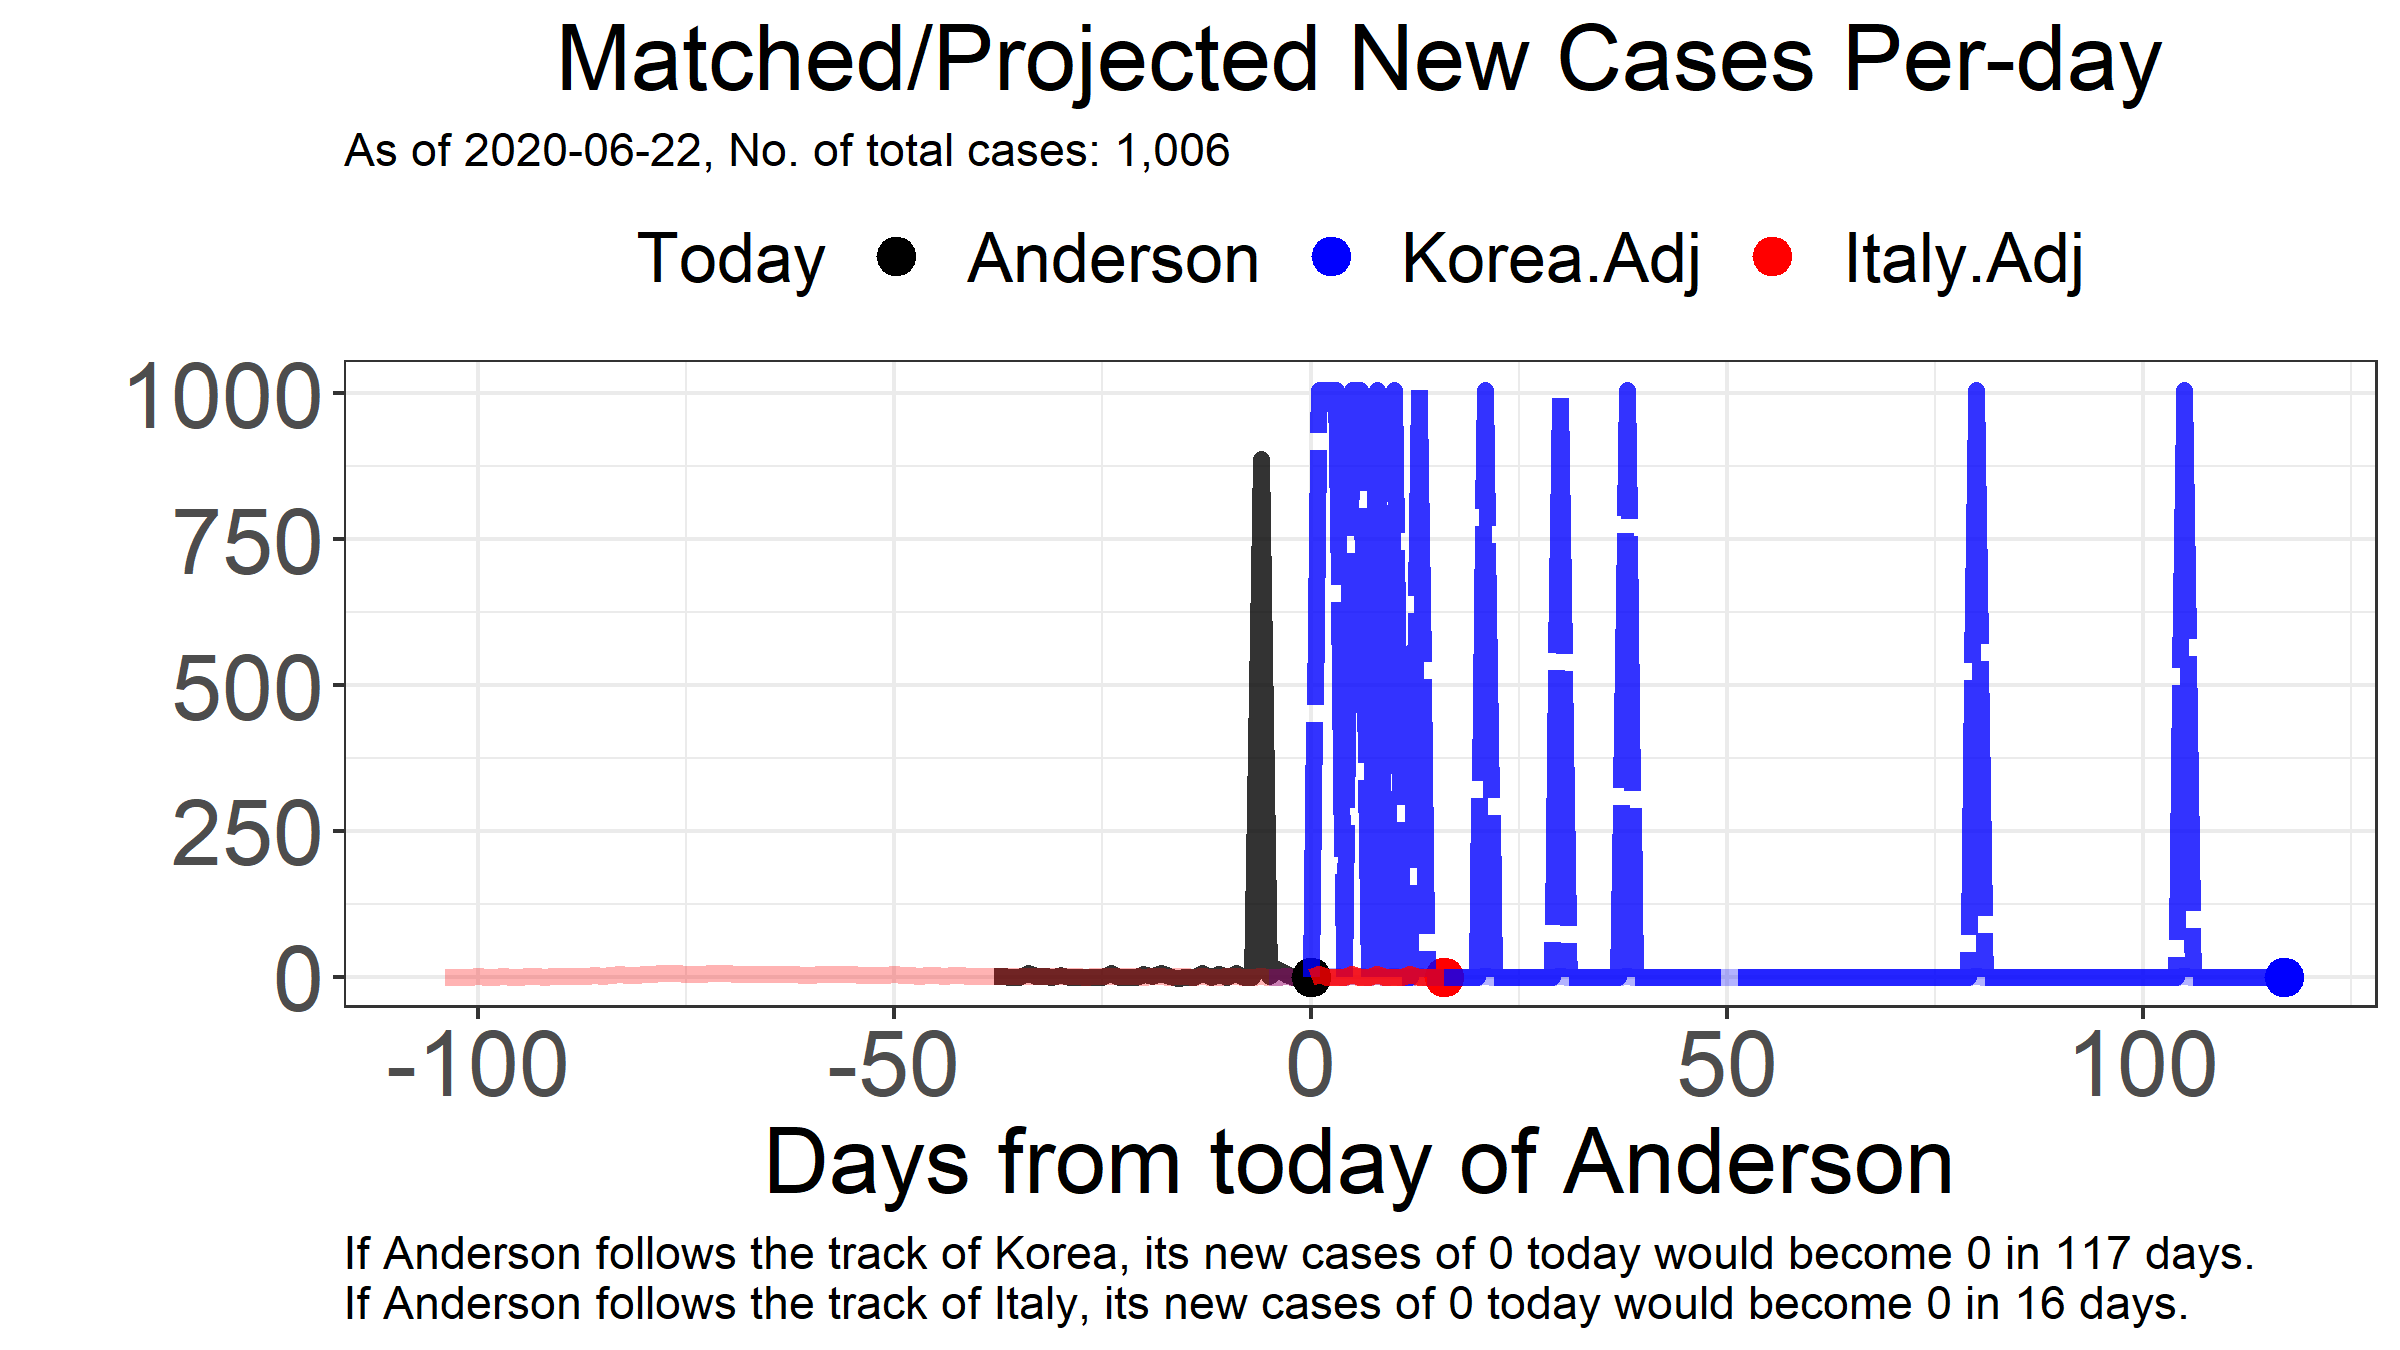 Matched/Projected New Cases Per-day
As of 2020-06-22, No. of total cases: 1,006
Today Anderson Korea.Adj Italy.Adj
1000
750
500
250
0
-100 -50 0 50 100
Days from today of Anderson
If Anderson follows the track of Korea, its new cases of 0 today would become 0 in 117 days.
If Anderson follows the track of Italy, its new cases of 0 today would become 0 in 16 days.